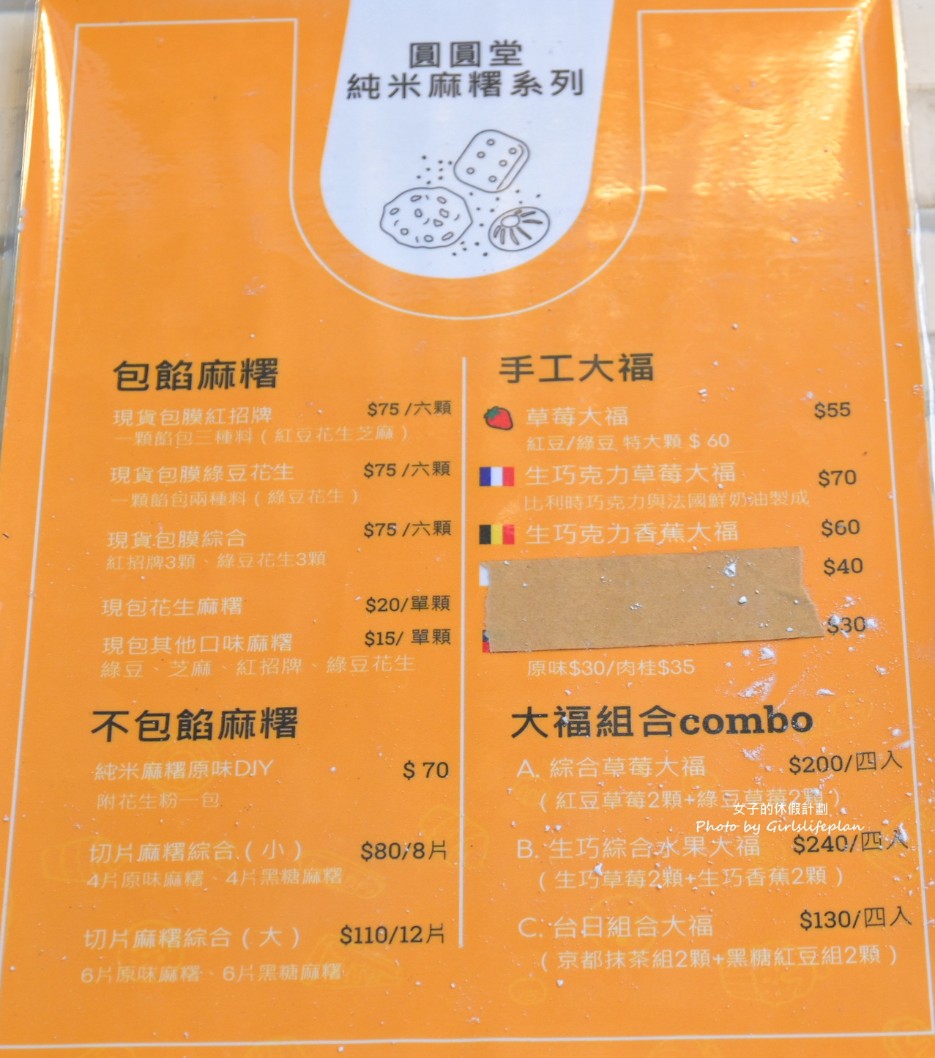 圓圓堂
純米麻糬系列
包餡麻糬
現貨包膜紅招牌 $75 /六顆
一顆餡包三種料 ( 紅豆花生芝麻 )
現貨包膜綠豆花生 $75 /六顆
一顆餡包兩種料 ( 綠豆花生 )
現貨包膜綜合 $75 /六顆
紅招牌3顆、綠豆花生3顆
現包花生麻糬 $20/單顆
現包其他口味麻糬 $15/ 單顆
綠豆、芝麻、紅招牌、綠豆花生
不包餡麻糬
純米麻糬原味DJY $ 70
附花生粉一包
切片麻糬綜合 ( 小 ) $80/8片
4片原味麻糬、4片黑糖麻糬
切片麻糬綜合 ( 大 ) $110/12片
6片原味麻糬、6片黑糖麻糬
手工大福
草莓大福 $55
紅豆/綠豆 特大顆 $ 60
生巧克力草莓大福 $70
比利時巧克力與法國鮮奶油製成
生巧克力香蕉大福 $60
$40
$30
原味$30/肉桂$35
大福組合combo
A. 綜合草莓大福 $200/四入
( 紅豆草莓2顆+綠豆草莓2顆 )
B. 生巧綜合水果大福 $240/四入
( 生巧草莓2顆+生巧香蕉2顆 )
C. 台日組合大福 $130/四入
( 京都抹茶組2顆+黑糖紅豆組2顆 )
女子的休假計劃
Photo by Girlslifeplan